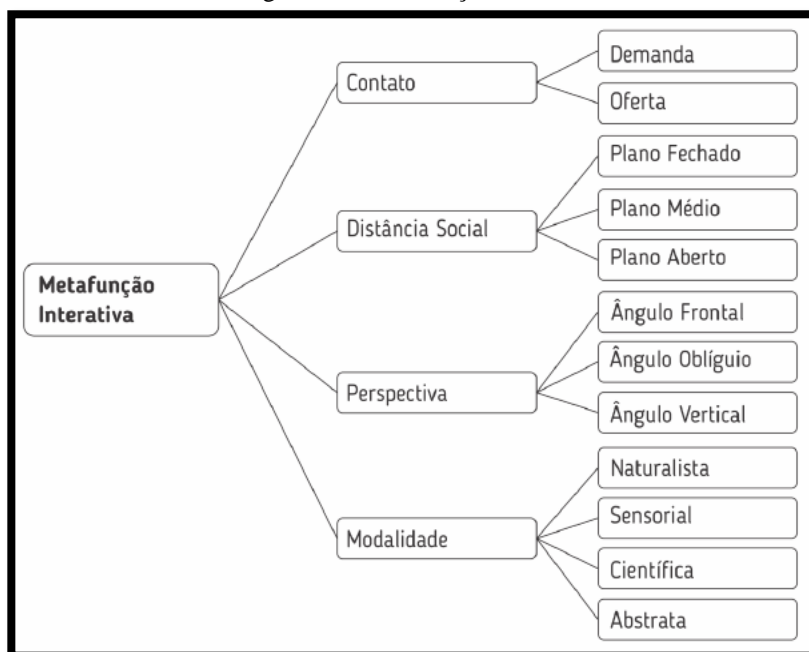 Contato
Demanda
Oferta
Distância Social
Plano Fechado
Plano Médio
Plano Aberto
Metafunção
Interativa
Perspectiva
Ângulo Frontal
Ângulo Oblíguio
Ângulo Vertical
Modalidade
Naturalista
Sensorial
Científica
Abstrata